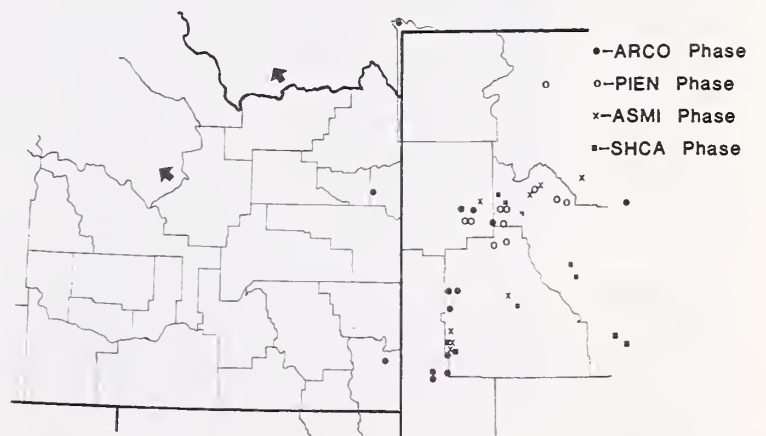 ●-ARCO Phase
○-PIEN Phase
×-ASMI Phase
▪-SHCA Phase